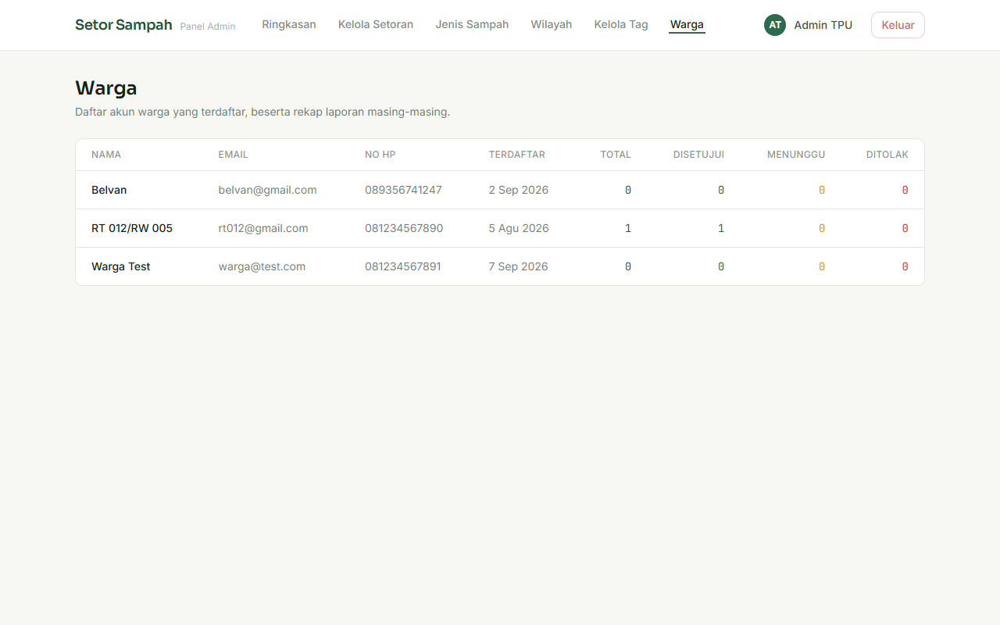 Setor Sampah Panel Admin Ringkasan Kelola Setoran Jenis Sampah Wilayah Kelola Tag Warga AT Admin TPU Keluar
Warga
Daftar akun warga yang terdaftar, beserta rekap laporan masing-masing.
NAMA EMAIL NO HP TERDAFTAR TOTAL DISETUJUI MENUNGGU DITOLAK
Belvan belvan@gmail.com 089356741247 2 Sep 2026 0 0 0 0
RT 012/RW 005 rt012@gmail.com 081234567890 5 Agu 2026 1 1 0 0
Warga Test warga@test.com 081234567891 7 Sep 2026 0 0 0 0